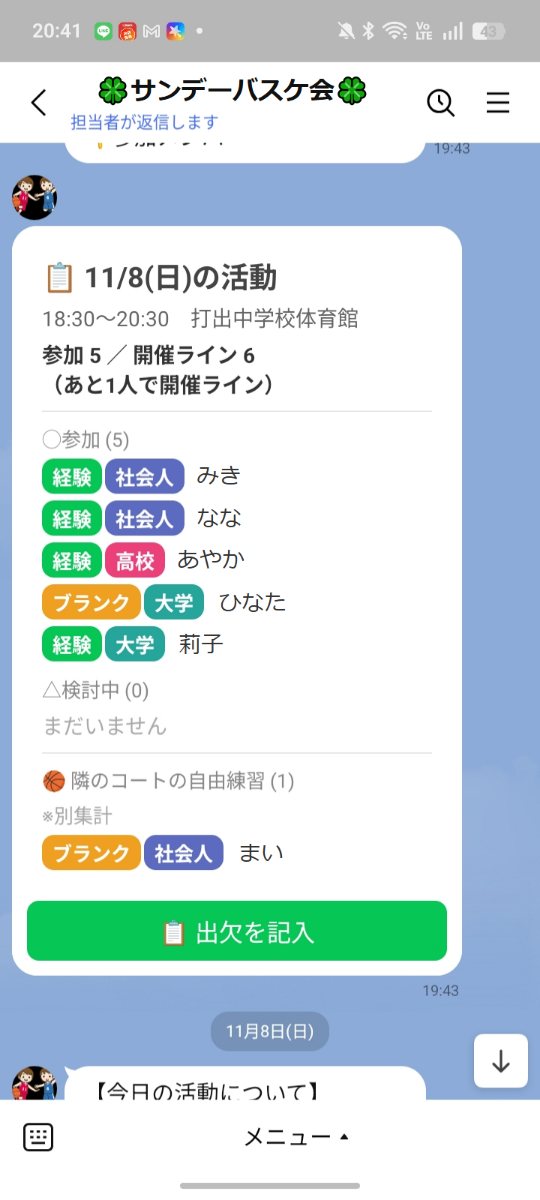 20:41
Vo LTE
43
🍀サンデーバスケ会🍀
担当者が返信します
19:43
📋 11/8(日)の活動
18:30〜20:30　打出中学校体育館
参加 5 ／ 開催ライン 6
（あと1人で開催ライン）
○参加 (5)
経験 社会人 みき
経験 社会人 なな
経験 高校 あやか
ブランク 大学 ひなた
経験 大学 莉子
△検討中 (0)
まだいません
🏀 隣のコートの自由練習 (1)
※別集計
ブランク 社会人 まい
📋 出欠を記入
19:43
11月8日(日)
【今日の活動について】
メニュー ▲